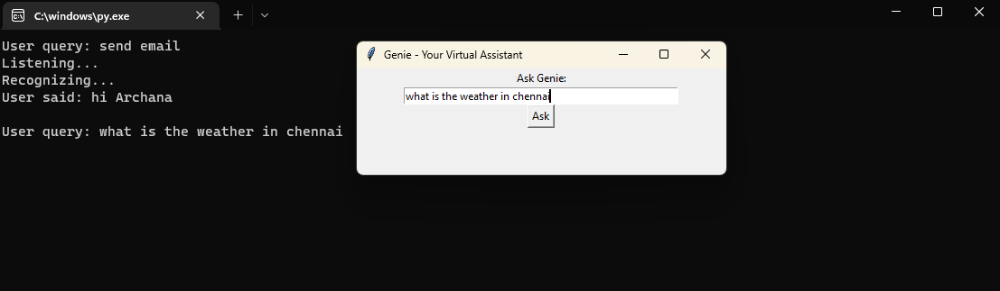 C:\windows\py.exe
User query: send email
Listening...
Recognizing...
User said: hi Archana
User query: what is the weather in chennai
Genie - Your Virtual Assistant
Ask Genie:
what is the weather in chennai
Ask